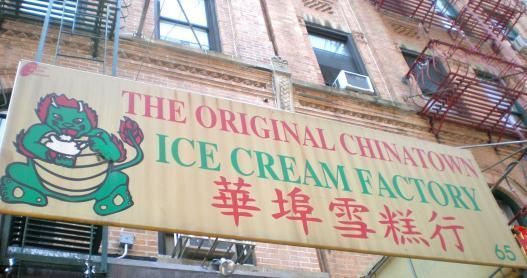 THE ORIGINAL CHINATOWN
ICE CREAM FACTORY
華埠雪糕行
65